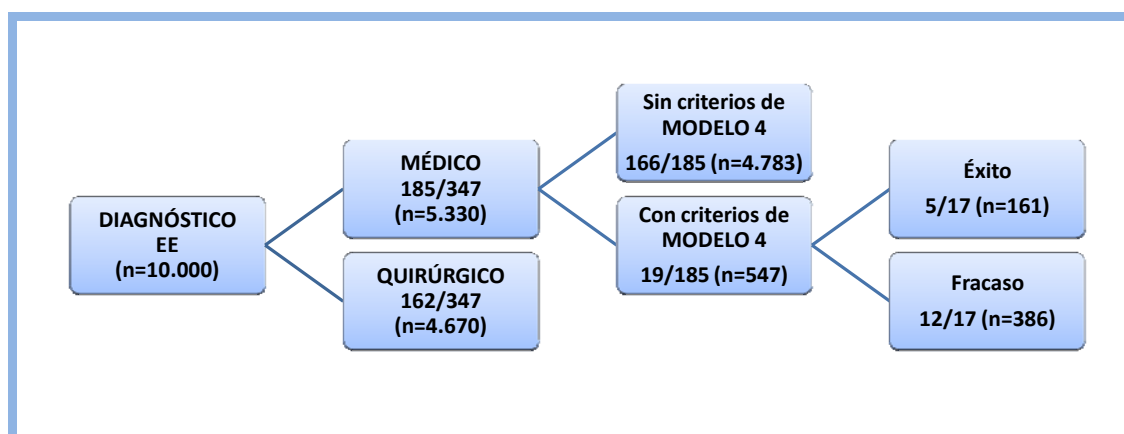 DIAGNÓSTICO
EE
(n=10.000)
MÉDICO
185/347
(n=5.330)
QUIRÚRGICO
162/347
(n=4.670)
Sin criterios de
MODELO 4
166/185 (n=4.783)
Con criterios de
MODELO 4
19/185 (n=547)
Éxito
5/17 (n=161)
Fracaso
12/17 (n=386)